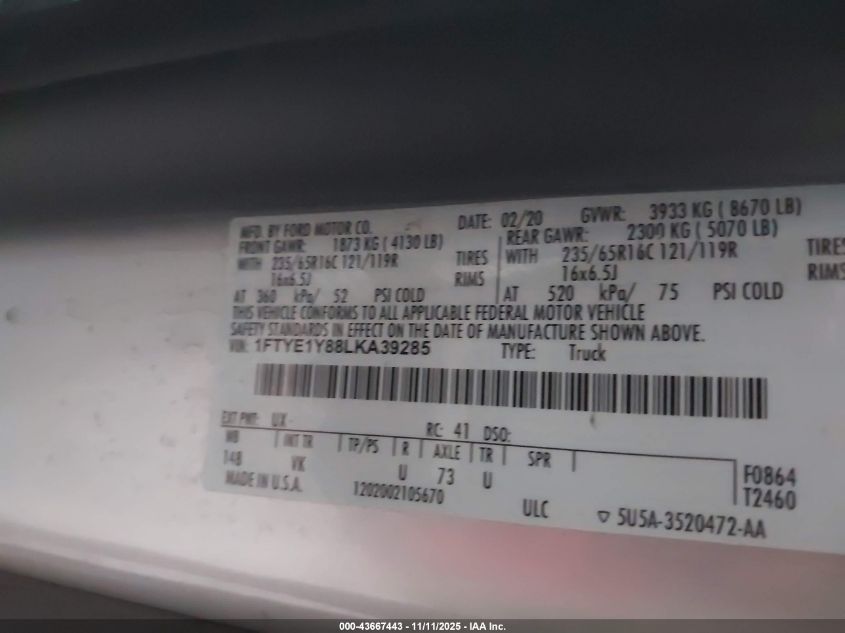 MFD. BY FORD MOTOR CO. DATE: 02/20 GVWR: 3933 KG ( 8670 LB)
FRONT GAWR: 1873 KG ( 4130 LB) REAR GAWR: 2300 KG ( 5070 LB)
WITH 235/65R16C 121/119R TIRES WITH 235/65R16C 121/119R TIRES
16x6.5J RIMS 16x6.5J RIMS
AT 360 kPa/ 52 PSI COLD AT 520 kPa/ 75 PSI COLD
THIS VEHICLE CONFORMS TO ALL APPLICABLE FEDERAL MOTOR VEHICLE
SAFETY STANDARDS IN EFFECT ON THE DATE OF MANUFACTURE SHOWN ABOVE.
VIN: 1FTYE1Y88LKA39285 TYPE: Truck
EXT PNT: UX RC: 41 DSO:
WB INT TR TP/PS R AXLE TR SPR F0864
148 VK U 73 U T2460
MADE IN U.S.A. 1202002105670 ULC 5U5A-3520472-AA
000-43667443 - 11/11/2025 - IAA Inc.